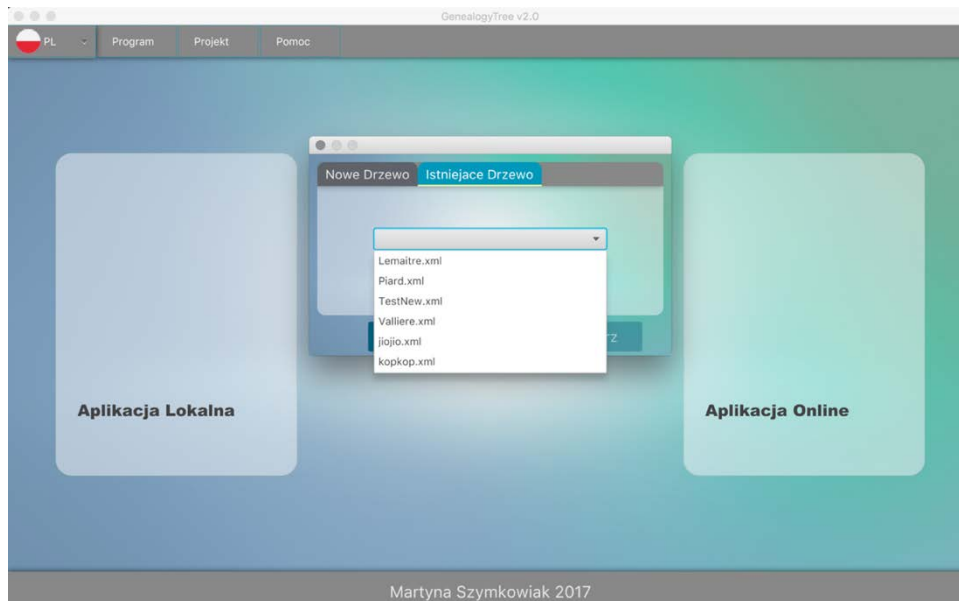 GenealogyTree v2.0
PL Program Projekt Pomoc
Nowe Drzewo Istniejace Drzewo
Lemaitre.xml
Piard.xml
TestNew.xml
Valliere.xml
jiojio.xml
kopkop.xml
Aplikacja Lokalna
Aplikacja Online
Martyna Szymkowiak 2017